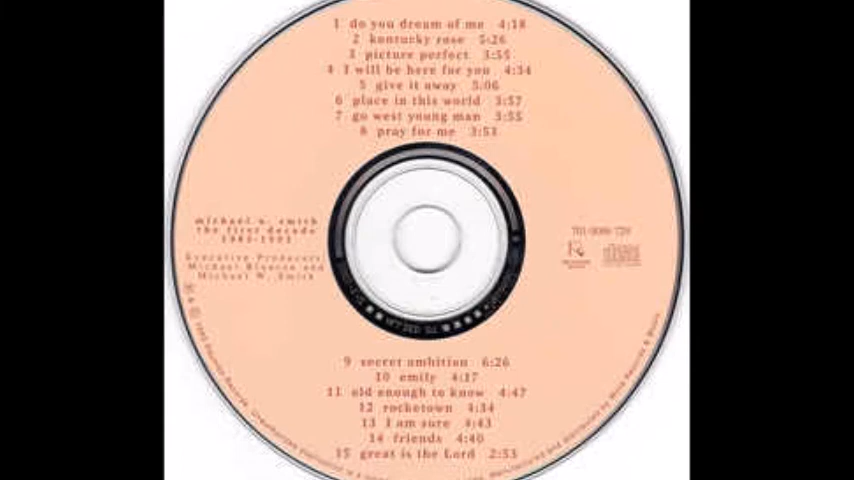 1 do you dream of me 4:18
2 kentucky rose 5:26
3 picture perfect 3:55
4 I will be here for you 4:34
5 give it away 5:06
6 place in this world 3:57
7 go west young man 3:55
8 pray for me 3:53
michael w. smith
the first decade
1983-1993
Executive Producers:
Michael and
Michael W. Smith
9 secret ambition 6:26
10 emily 4:17
11 old enough to know 4:47
12 rocketown 4:34
13 I am sure 4:43
14 friends 4:40
15 great is the Lord 2:53